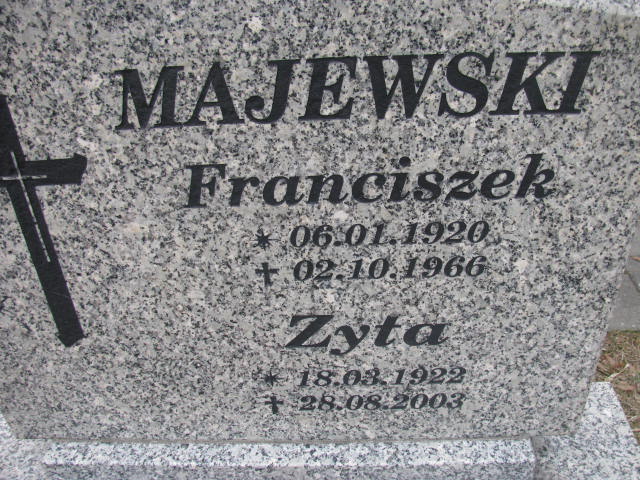 MAJEWSKI
Franciszek
* 06.01.1920
✝ 02.10.1966
Zyta
* 18.03.1922
✝ 28.08.2003